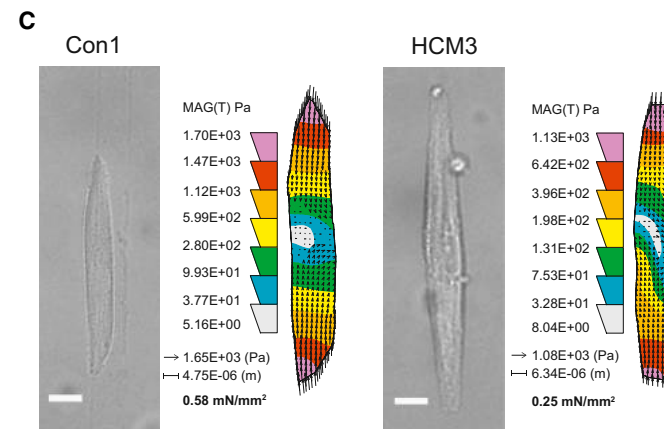 C
Con1
MAG(T) Pa
1.70E+03
1.47E+03
1.12E+03
5.99E+02
2.80E+02
9.93E+01
3.77E+01
5.16E+00
→ 1.65E+03 (Pa)
4.75E-06 (m)
0.58 mN/mm²
HCM3
MAG(T) Pa
1.13E+03
6.42E+02
3.96E+02
1.98E+02
1.31E+02
7.53E+01
3.28E+01
8.04E+00
→ 1.08E+03 (Pa)
6.34E-06 (m)
0.25 mN/mm²